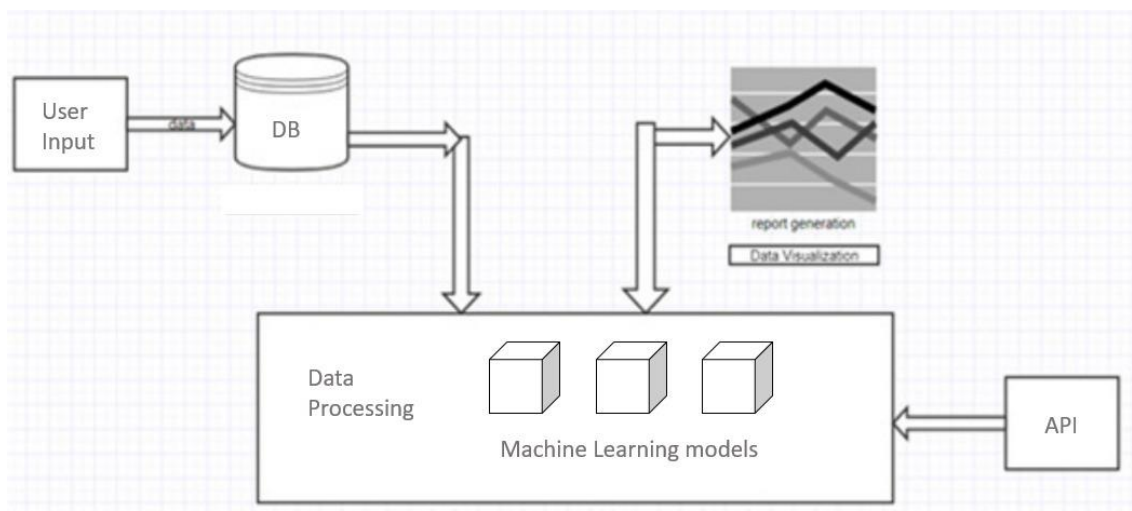 User
Input
data
DB
report generation
Data Visualization
Data
Processing
Machine Learning models
API